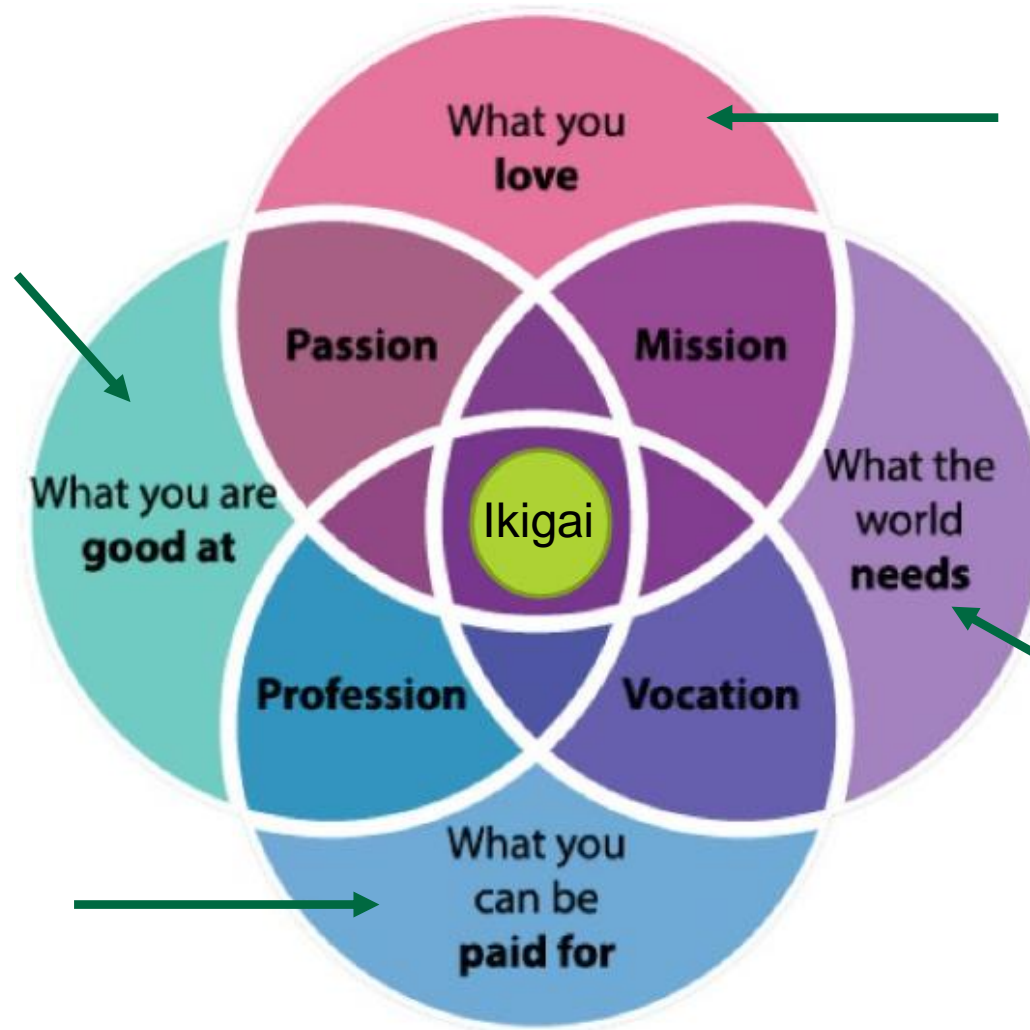 What you
love
Passion
Mission
What you are
good at
Ikigai
What the
world
needs
Profession
Vocation
What you
can be
paid for